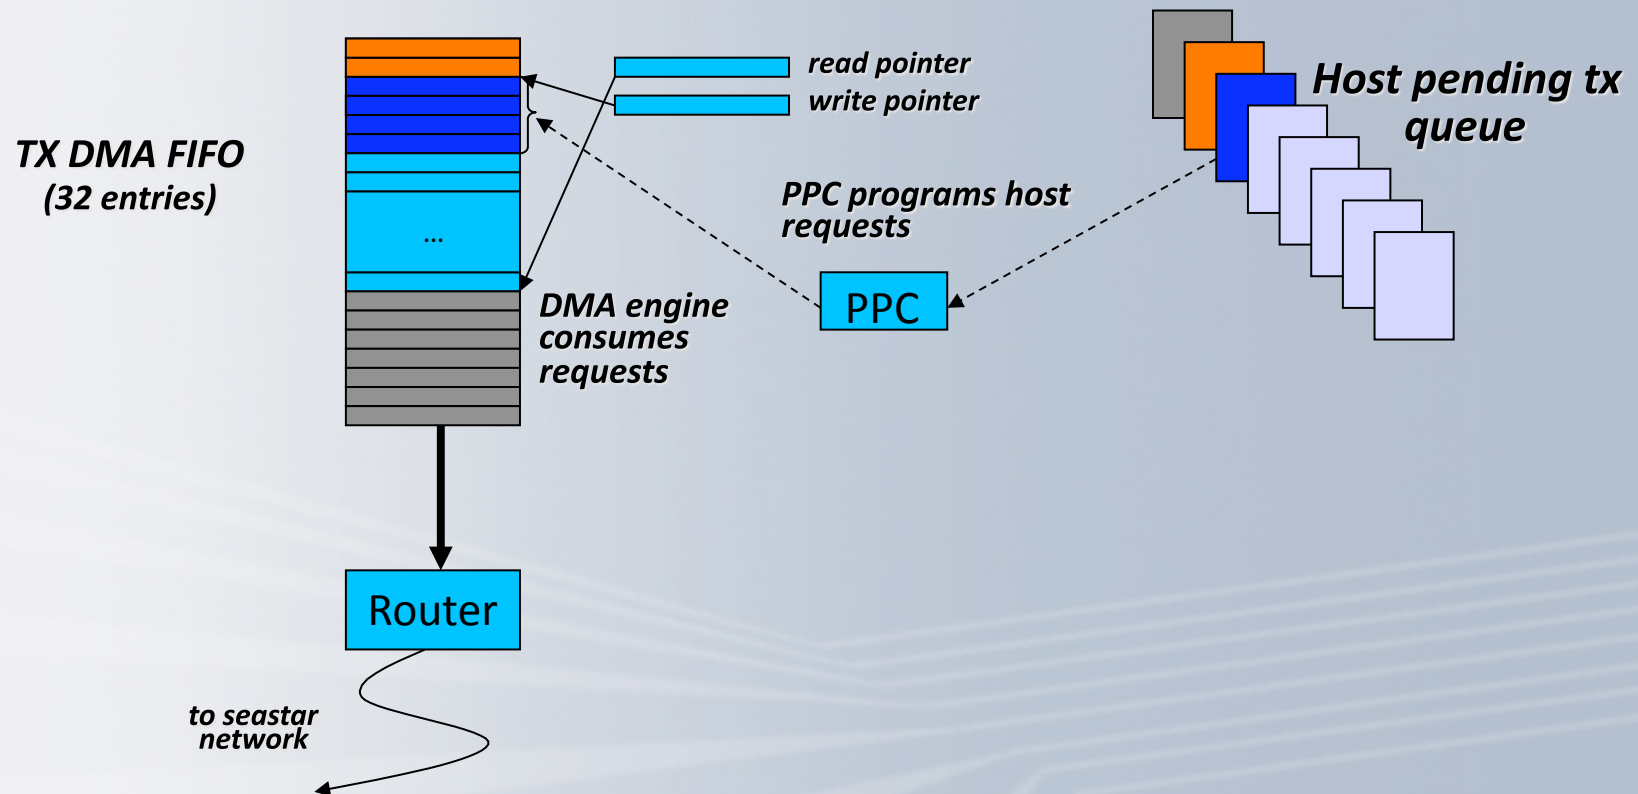 read pointer
write pointer
Host pending tx
queue
TX DMA FIFO
(32 entries)
PPC programs host
requests
...
PPC
DMA engine
consumes
requests
Router
to seastar
network